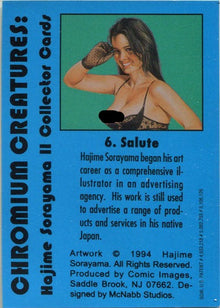 CHROMIUM CREATURES:
Hajime Sorayama II Collector Cards
6. Salute
Hajime Sorayama began his art
career as a comprehensive il-
lustrator in an advertising
agency. His work is still used
to advertise a range of prod-
ucts and services in his native
Japan.
Artwork © 1994 Hajime
Sorayama. All Rights Reserved.
Produced by Comic Images,
Saddle Brook, NJ 07662. De-
signed by McNabb Studios.